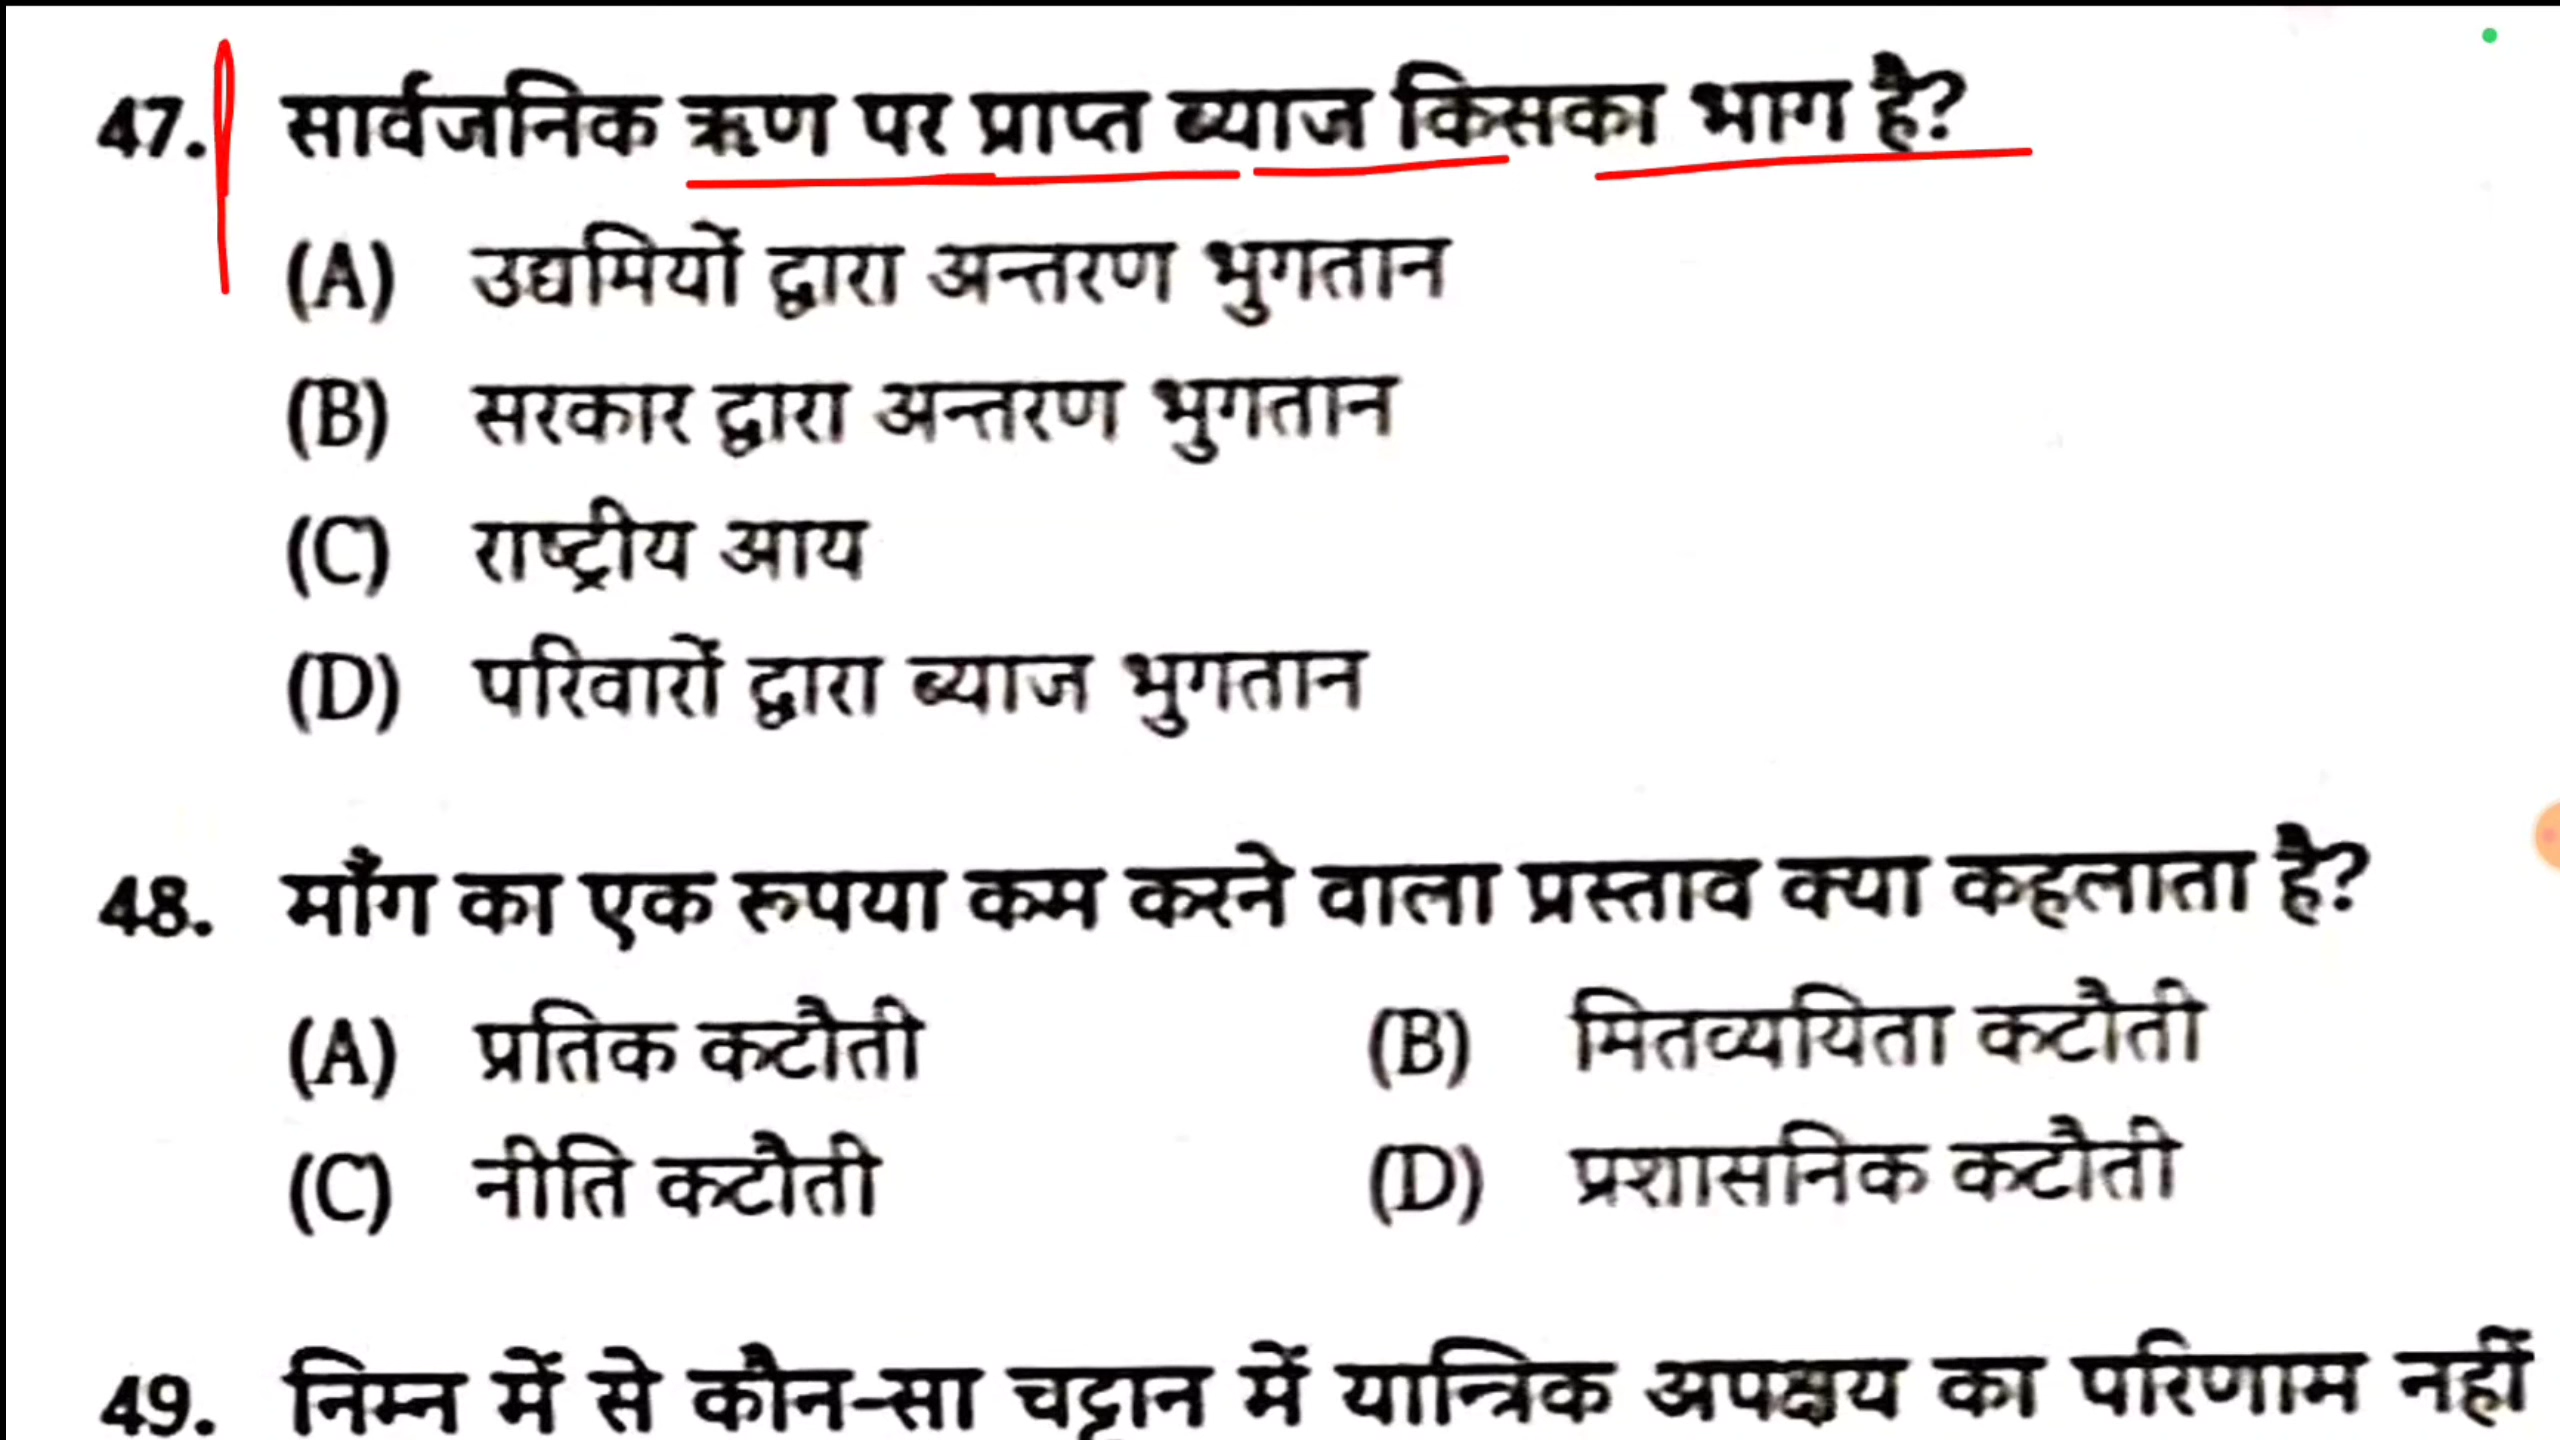 47. सार्वजनिक ऋण पर प्राप्त ब्याज किसका भाग है?
(A) उद्यमियों द्वारा अन्तरण भुगतान
(B) सरकार द्वारा अन्तरण भुगतान
(C) राष्ट्रीय आय
(D) परिवारों द्वारा ब्याज भुगतान
48. माँग का एक रूपया कम करने वाला प्रस्ताव क्या कहलाता है?
(A) प्रतिक कटौती (B) मितव्ययिता कटौती
(C) नीति कटौती (D) प्रशासनिक कटौती
49. निम्न में से कौन-सा चट्टान में यान्त्रिक अपक्षय का परिणाम नहीं